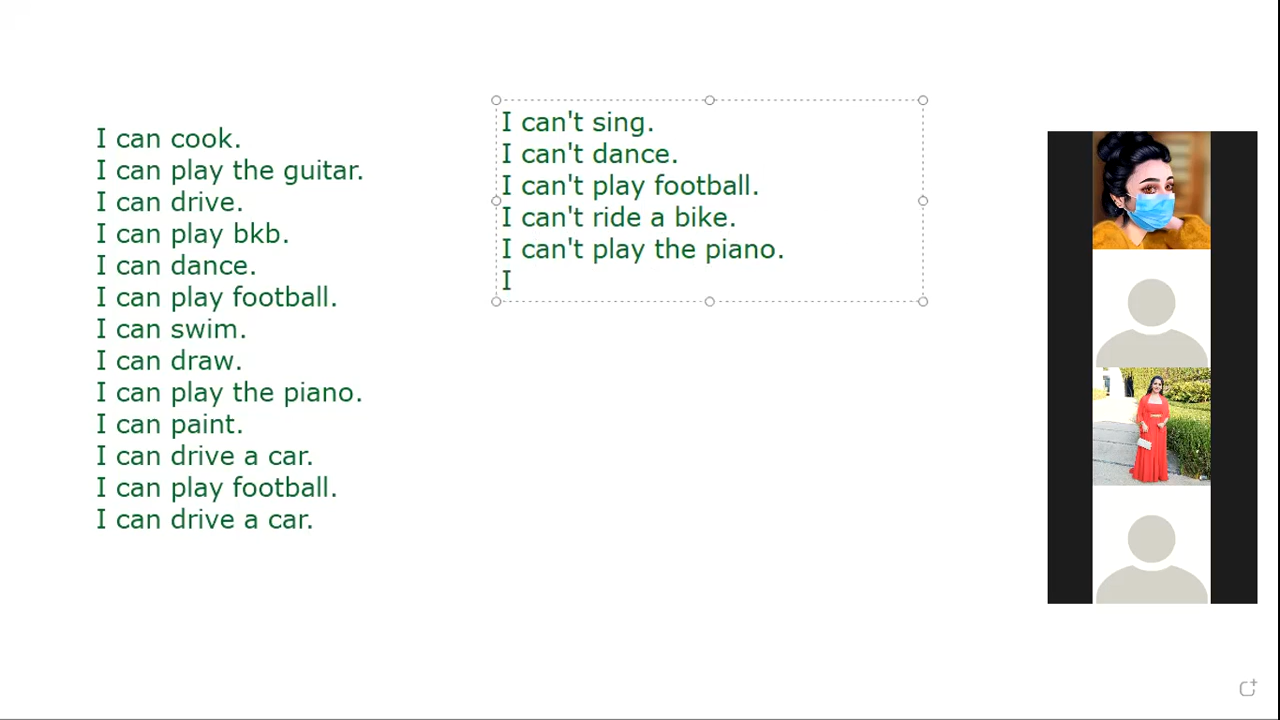 I can cook.
I can play the guitar.
I can drive.
I can play bkb.
I can dance.
I can play football.
I can swim.
I can draw.
I can play the piano.
I can paint.
I can drive a car.
I can play football.
I can drive a car.
I can't sing.
I can't dance.
I can't play football.
I can't ride a bike.
I can't play the piano.
I